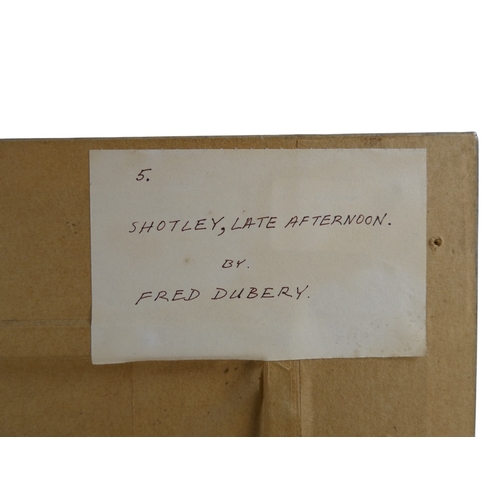 5.
SHOTLEY, LATE AFTERNOON.
BY.
FRED DUBERY.